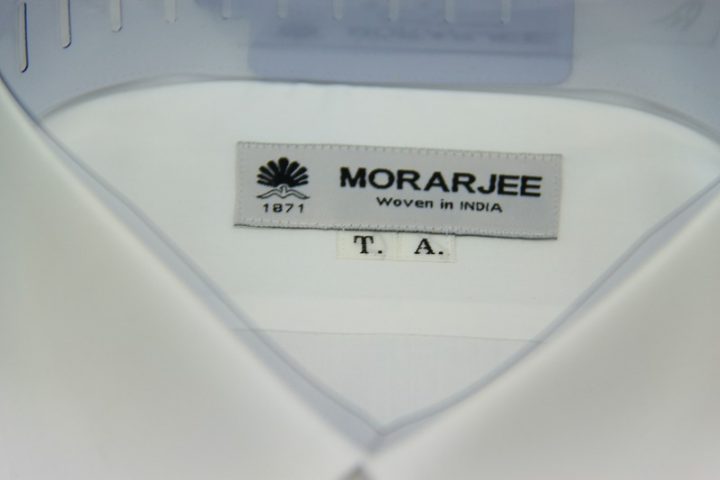 MORARJEE
Woven in INDIA
1871
T. A.